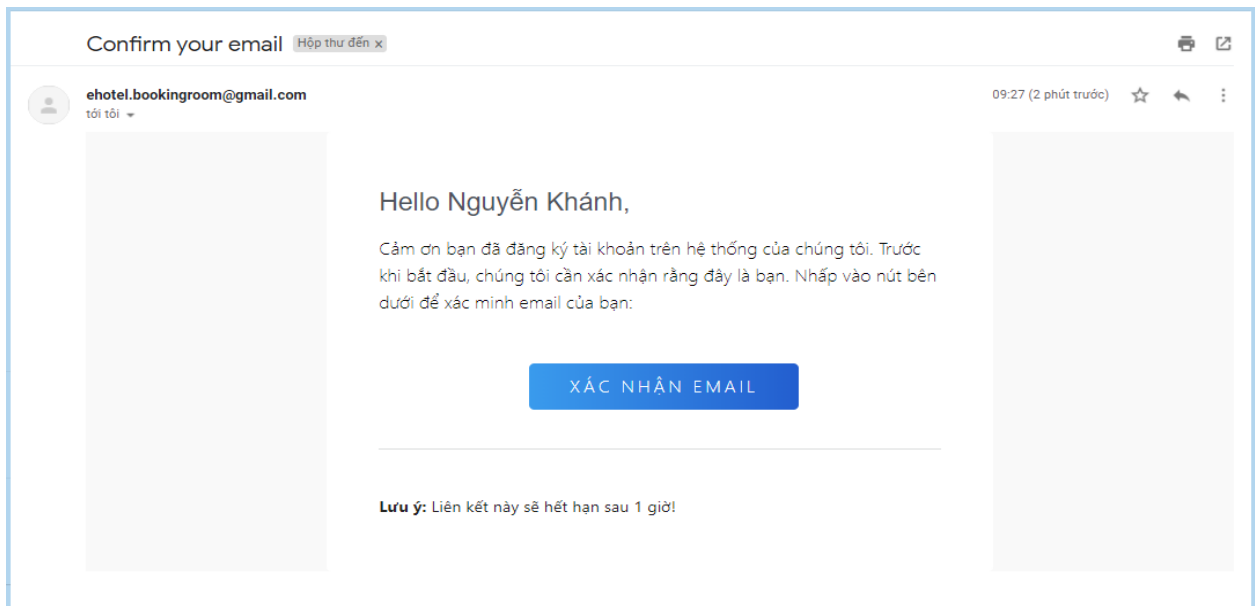 Confirm your email Hộp thư đến x
ehotel.bookingroom@gmail.com 09:27 (2 phút trước)
tới tôi
Hello Nguyễn Khánh,
Cảm ơn bạn đã đăng ký tài khoản trên hệ thống của chúng tôi. Trước
khi bắt đầu, chúng tôi cần xác nhận rằng đây là bạn. Nhấp vào nút bên
dưới để xác minh email của bạn:
XÁC NHẬN EMAIL
Lưu ý: Liên kết này sẽ hết hạn sau 1 giờ!